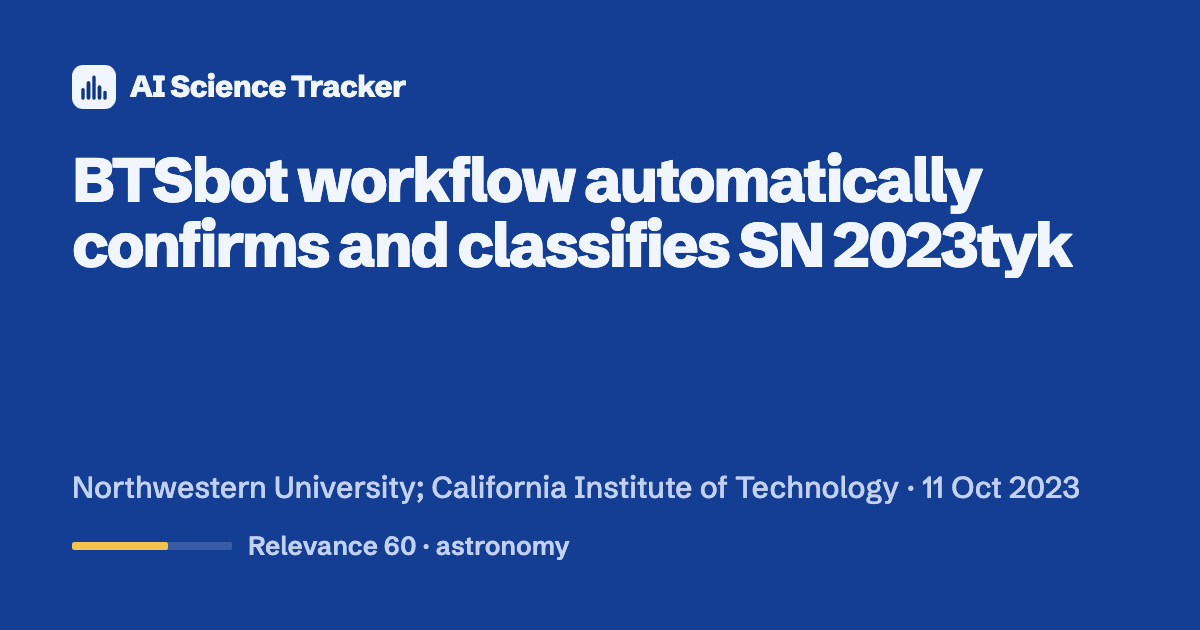 AI Science Tracker
BTSbot workflow automatically
confirms and classifies SN 2023tyk
Northwestern University; California Institute of Technology · 11 Oct 2023
Relevance 60 · astronomy